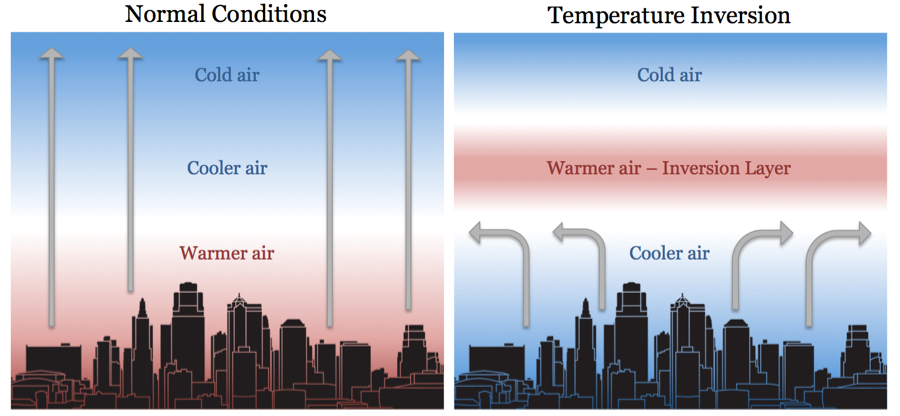 Normal Conditions
Cold air
Cooler air
Warmer air
Temperature Inversion
Cold air
Warmer air – Inversion Layer
Cooler air